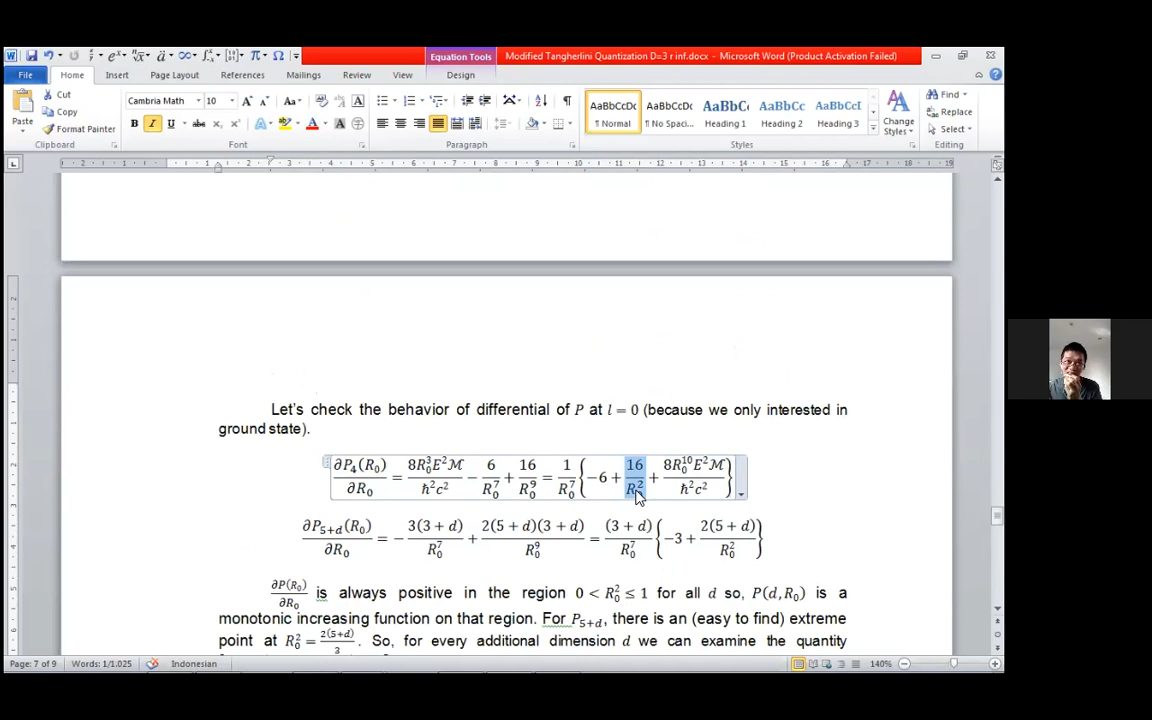 Equation Tools
Modified Tangherlini Quantization D=3 r inf.docx - Microsoft Word (Product Activation Failed)
File Home Insert Page Layout References Mailings Review View Design
Cut
Copy
Format Painter
Paste
Clipboard
Cambria Math 10
Font
Paragraph
AaBbCcDc AaBbCcDc AaBbCc AaBbCc AaBbCcI
¶ Normal ¶ No Spaci... Heading 1 Heading 2 Heading 3
Change Styles
Styles
Find
Replace
Select
Editing
Let's check the behavior of differential of P at l = 0 (because we only interested in
ground state).
∂P₄(R₀)/∂R₀ = 8R₀³E²ℳ/ħ²c² − 6/R₀⁷ + 16/R₀⁹ = 1/R₀⁷ {−6 + 16/R₀² + 8R₀¹⁰E²ℳ/ħ²c²}
∂P₅₊d(R₀)/∂R₀ = − 3(3 + d)/R₀⁷ + 2(5 + d)(3 + d)/R₀⁹ = (3 + d)/R₀⁷ {−3 + 2(5 + d)/R₀²}
∂P(R₀)/∂R₀ is always positive in the region 0 < R₀² ≤ 1 for all d so, P(d, R₀) is a
monotonic increasing function on that region. For P₅₊d, there is an (easy to find) extreme
point at R₀² = 2(5+d)/3 . So, for every additional dimension d we can examine the quantity
Page: 7 of 9 Words: 1/1.025 Indonesian 140%